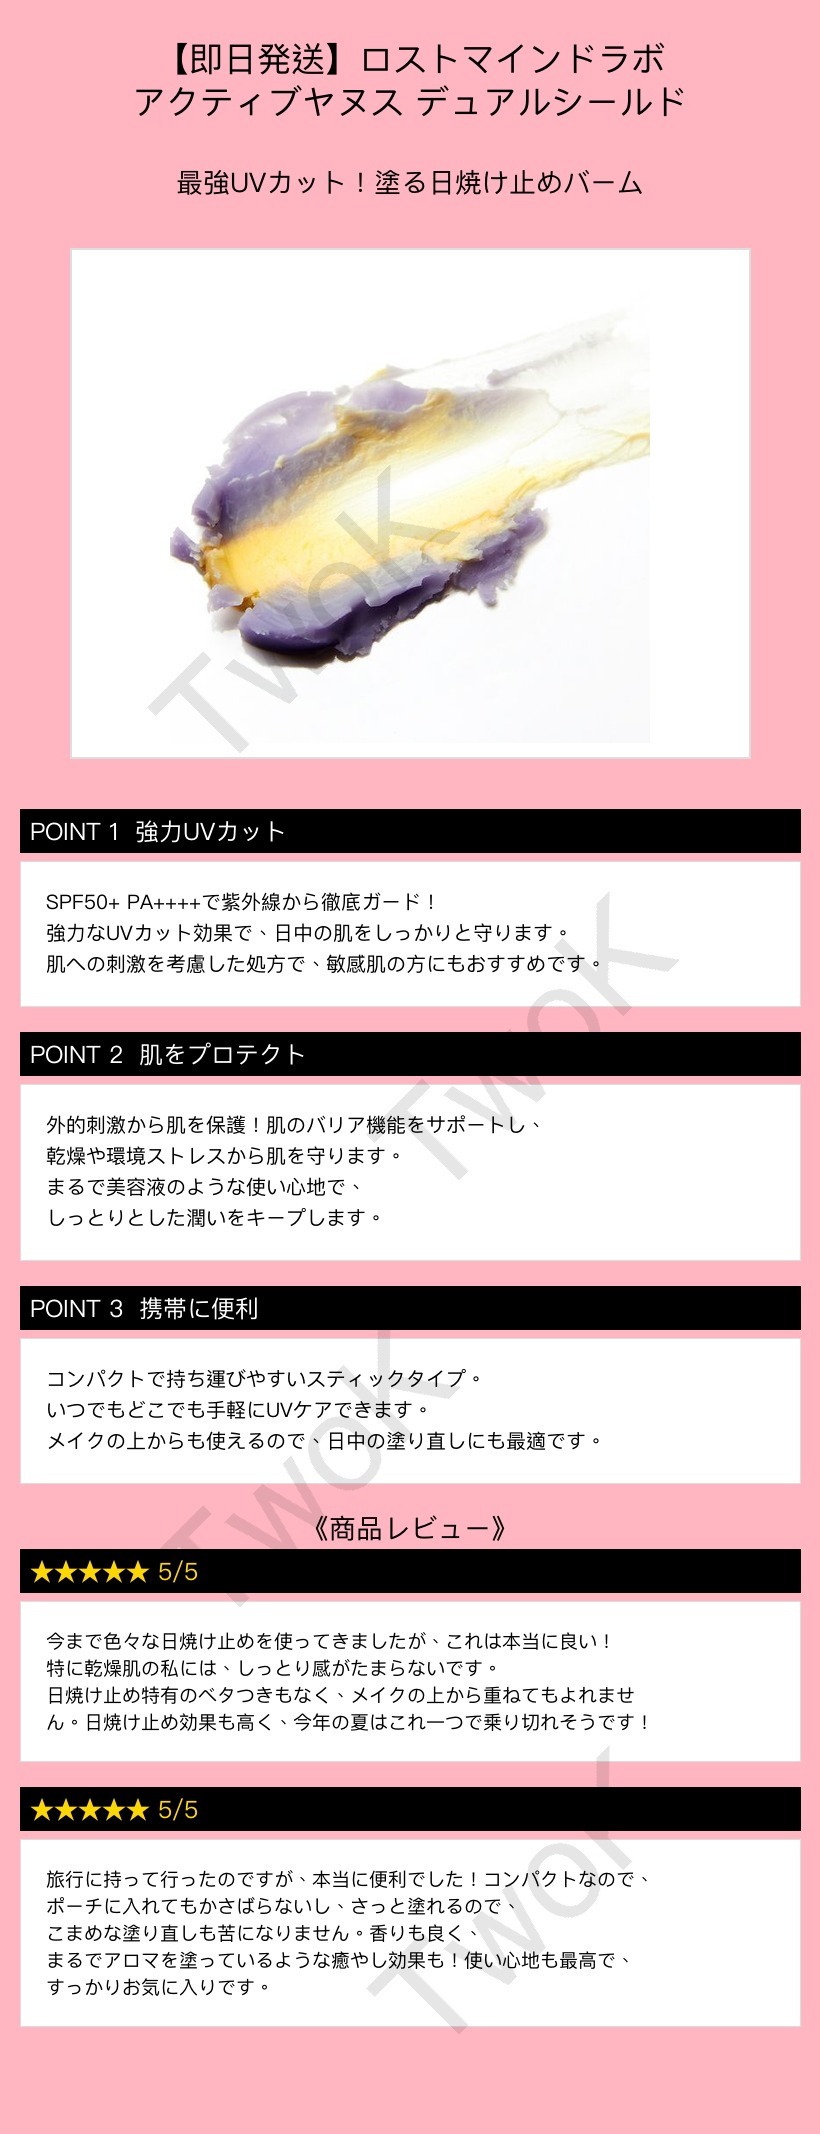 【即日発送】ロストマインドラボ
アクティブヤヌス デュアルシールド
最強UVカット！塗る日焼け止めバーム
TwoK
POINT 1 強力UVカット
SPF50+ PA++++で紫外線から徹底ガード！
強力なUVカット効果で、日中の肌をしっかりと守ります。
肌への刺激を考慮した処方で、敏感肌の方にもおすすめです。
TwoK
POINT 2 肌をプロテクト
外的刺激から肌を保護！肌のバリア機能をサポートし、
乾燥や環境ストレスから肌を守ります。
まるで美容液のような使い心地で、
しっとりとした潤いをキープします。
POINT 3 携帯に便利
コンパクトで持ち運びやすいスティックタイプ。
いつでもどこでも手軽にUVケアできます。
メイクの上からも使えるので、日中の塗り直しにも最適です。
TwoK
《商品レビュー》
★★★★★ 5/5
今まで色々な日焼け止めを使ってきましたが、これは本当に良い！
特に乾燥肌の私には、しっとり感がたまらないです。
日焼け止め特有のベタつきもなく、メイクの上から重ねてもよれませ
ん。日焼け止め効果も高く、今年の夏はこれ一つで乗り切れそうです！
★★★★★ 5/5
旅行に持って行ったのですが、本当に便利でした！コンパクトなので、
ポーチに入れてもかさばらないし、さっと塗れるので、
こまめな塗り直しも苦になりません。香りも良く、
まるでアロマを塗っているような癒やし効果も！使い心地も最高で、
すっかりお気に入りです。
TwoK